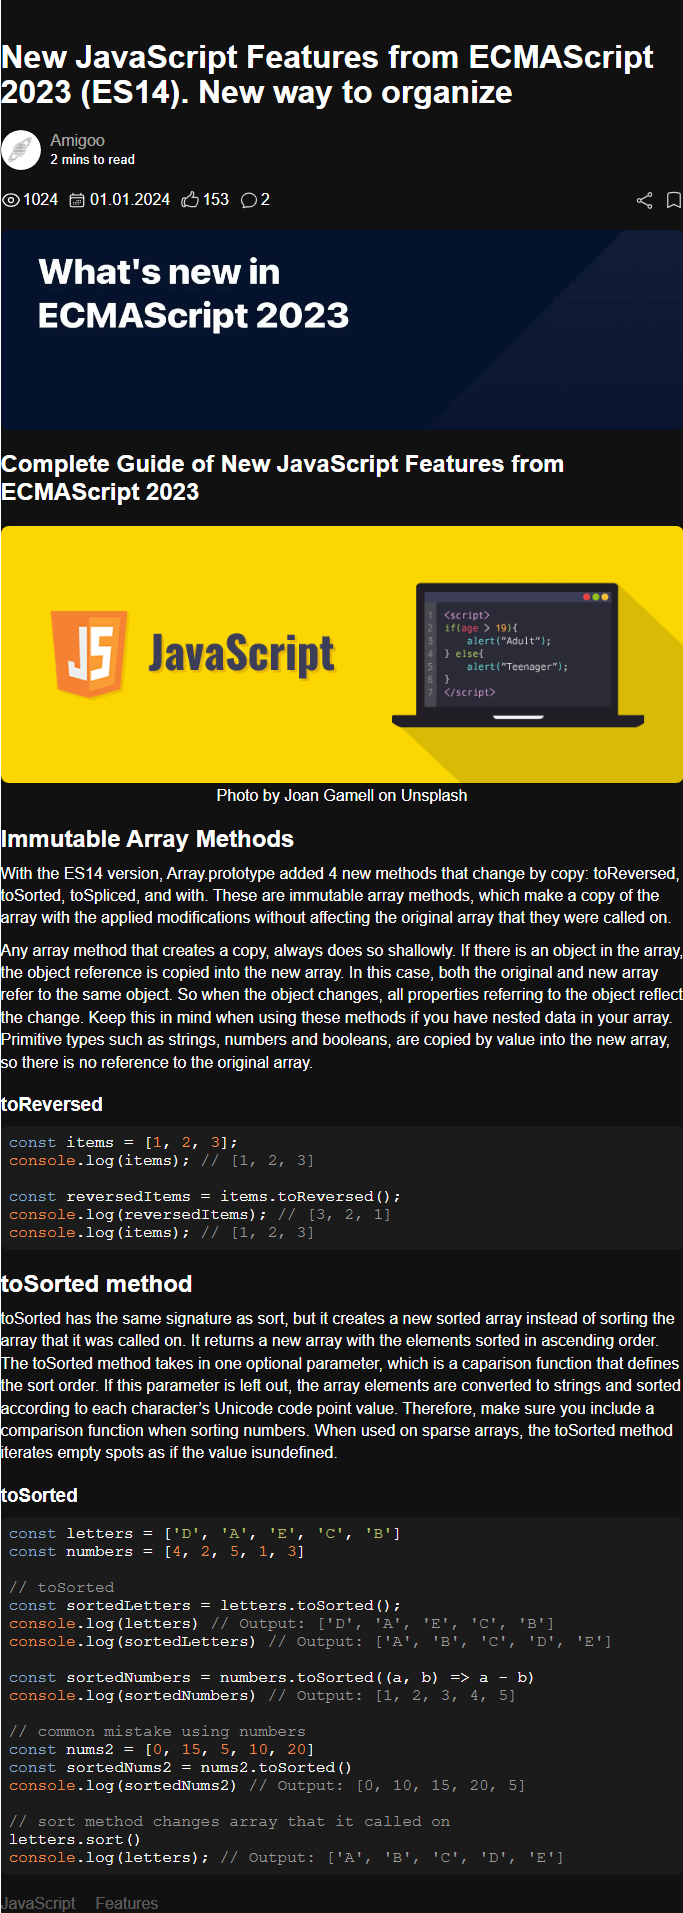 New JavaScript Features from ECMAScript
2023 (ES14). New way to organize
Amigoo
2 mins to read
1024 01.01.2024 153 2
What's new in
ECMAScript 2023
Complete Guide of New JavaScript Features from
ECMAScript 2023
JS JavaScript
1 <script>
2 if(age > 19){
3 alert("Adult");
4 } else{
5 alert("Teenager");
6 }
7 </script>
Photo by Joan Gamell on Unsplash
Immutable Array Methods
With the ES14 version, Array.prototype added 4 new methods that change by copy: toReversed,
toSorted, toSpliced, and with. These are immutable array methods, which make a copy of the
array with the applied modifications without affecting the original array that they were called on.
Any array method that creates a copy, always does so shallowly. If there is an object in the array,
the object reference is copied into the new array. In this case, both the original and new array
refer to the same object. So when the object changes, all properties referring to the object reflect
the change. Keep this in mind when using these methods if you have nested data in your array.
Primitive types such as strings, numbers and booleans, are copied by value into the new array,
so there is no reference to the original array.
toReversed
const items = [1, 2, 3];
console.log(items); // [1, 2, 3]
const reversedItems = items.toReversed();
console.log(reversedItems); // [3, 2, 1]
console.log(items); // [1, 2, 3]
toSorted method
toSorted has the same signature as sort, but it creates a new sorted array instead of sorting the
array that it was called on. It returns a new array with the elements sorted in ascending order.
The toSorted method takes in one optional parameter, which is a caparison function that defines
the sort order. If this parameter is left out, the array elements are converted to strings and sorted
according to each character’s Unicode code point value. Therefore, make sure you include a
comparison function when sorting numbers. When used on sparse arrays, the toSorted method
iterates empty spots as if the value isundefined.
toSorted
const letters = ['D', 'A', 'E', 'C', 'B']
const numbers = [4, 2, 5, 1, 3]
// toSorted
const sortedLetters = letters.toSorted();
console.log(letters) // Output: ['D', 'A', 'E', 'C', 'B']
console.log(sortedLetters) // Output: ['A', 'B', 'C', 'D', 'E']
const sortedNumbers = numbers.toSorted((a, b) => a - b)
console.log(sortedNumbers) // Output: [1, 2, 3, 4, 5]
// common mistake using numbers
const nums2 = [0, 15, 5, 10, 20]
const sortedNums2 = nums2.toSorted()
console.log(sortedNums2) // Output: [0, 10, 15, 20, 5]
// sort method changes array that it called on
letters.sort()
console.log(letters); // Output: ['A', 'B', 'C', 'D', 'E']
JavaScript Features